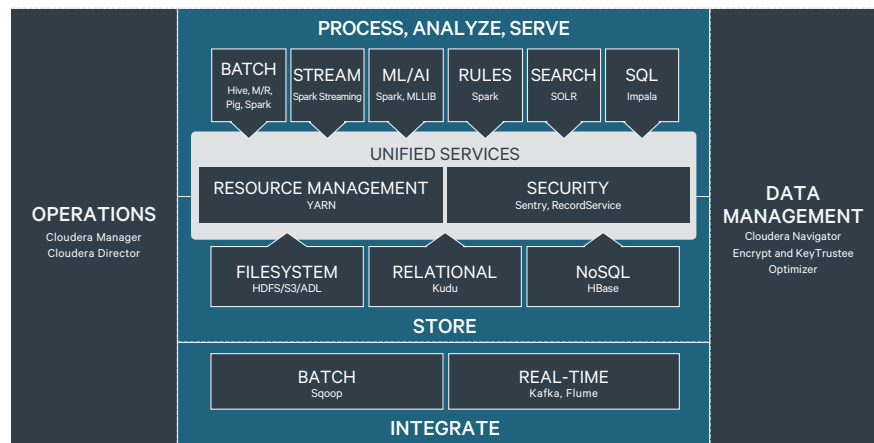 PROCESS, ANALYZE, SERVE
BATCH
Hive, M/R,
Pig, Spark
STREAM
Spark Streaming
ML/AI
Spark, MLLIB
RULES
Spark
SEARCH
SOLR
SQL
Impala
UNIFIED SERVICES
RESOURCE MANAGEMENT
YARN
SECURITY
Sentry, RecordService
OPERATIONS
Cloudera Manager
Cloudera Director
DATA
MANAGEMENT
Cloudera Navigator
Encrypt and KeyTrustee
Optimizer
FILESYSTEM
HDFS/S3/ADL
RELATIONAL
Kudu
NoSQL
HBase
STORE
BATCH
Sqoop
REAL-TIME
Kafka, Flume
INTEGRATE